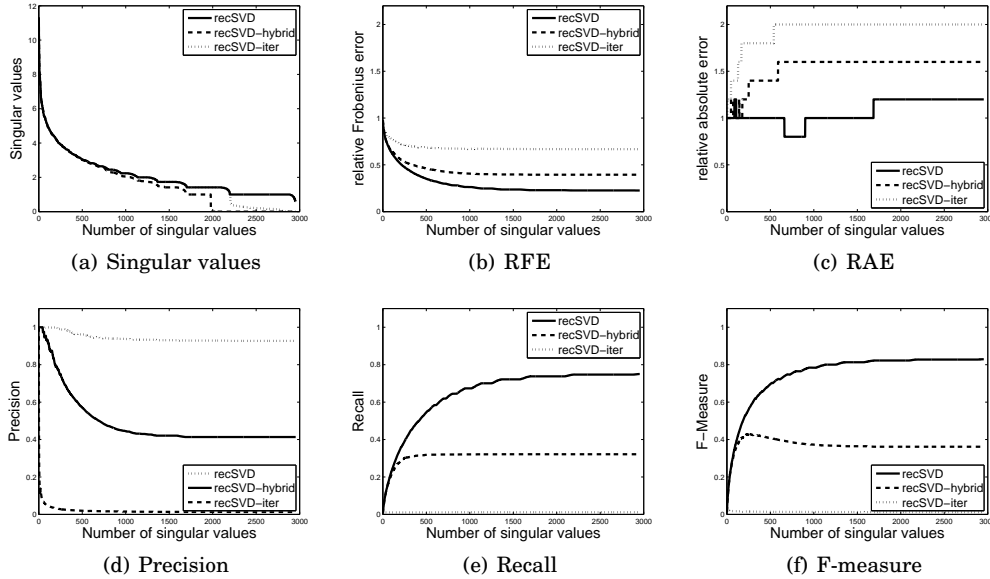 recSVD
recSVD-hybrid
recSVD-iter
Singular values
12
10
8
6
4
2
0
0 500 1000 1500 2000 2500 3000
Number of singular values
(a) Singular values
recSVD
recSVD-hybrid
recSVD-iter
relative Frobenius error
2
1.5
1
0.5
0
0 500 1000 1500 2000 2500 3000
Number of singular values
(b) RFE
relative absolute error
2
1.5
1
0.5
0
recSVD
recSVD-hybrid
recSVD-iter
0 500 1000 1500 2000 2500 3000
Number of singular values
(c) RAE
Precision
1
0.8
0.6
0.4
0.2
0
recSVD
recSVD-hybrid
recSVD-iter
0 500 1000 1500 2000 2500 3000
Number of singular values
(d) Precision
recSVD
recSVD-hybrid
recSVD-iter
Recall
1
0.8
0.6
0.4
0.2
0
0 500 1000 1500 2000 2500 3000
Number of singular values
(e) Recall
F-Measure
1
0.8
0.6
0.4
0.2
0
recSVD
recSVD-hybrid
recSVD-iter
0 500 1000 1500 2000 2500 3000
Number of singular values
(f) F-measure